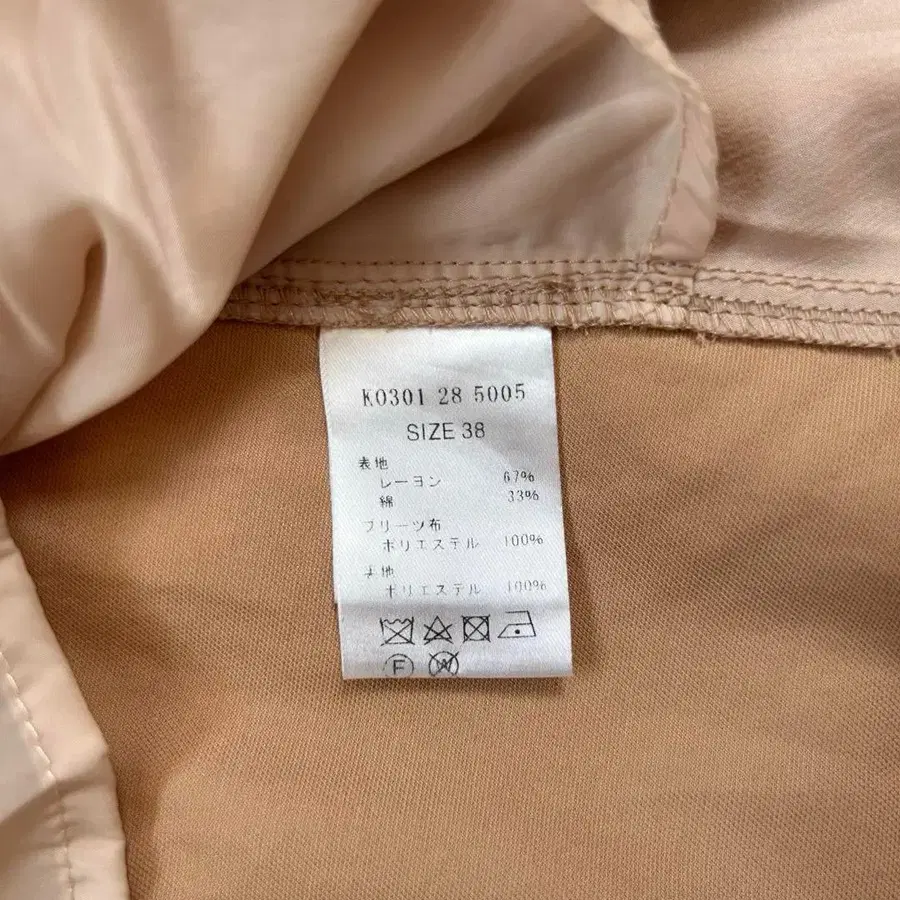 K0301 28 5005
SIZE 38
表地
レーヨン 67%
綿 33%
プリーツ布
ポリエステル 100%
裏地
ポリエステル 100%
F W